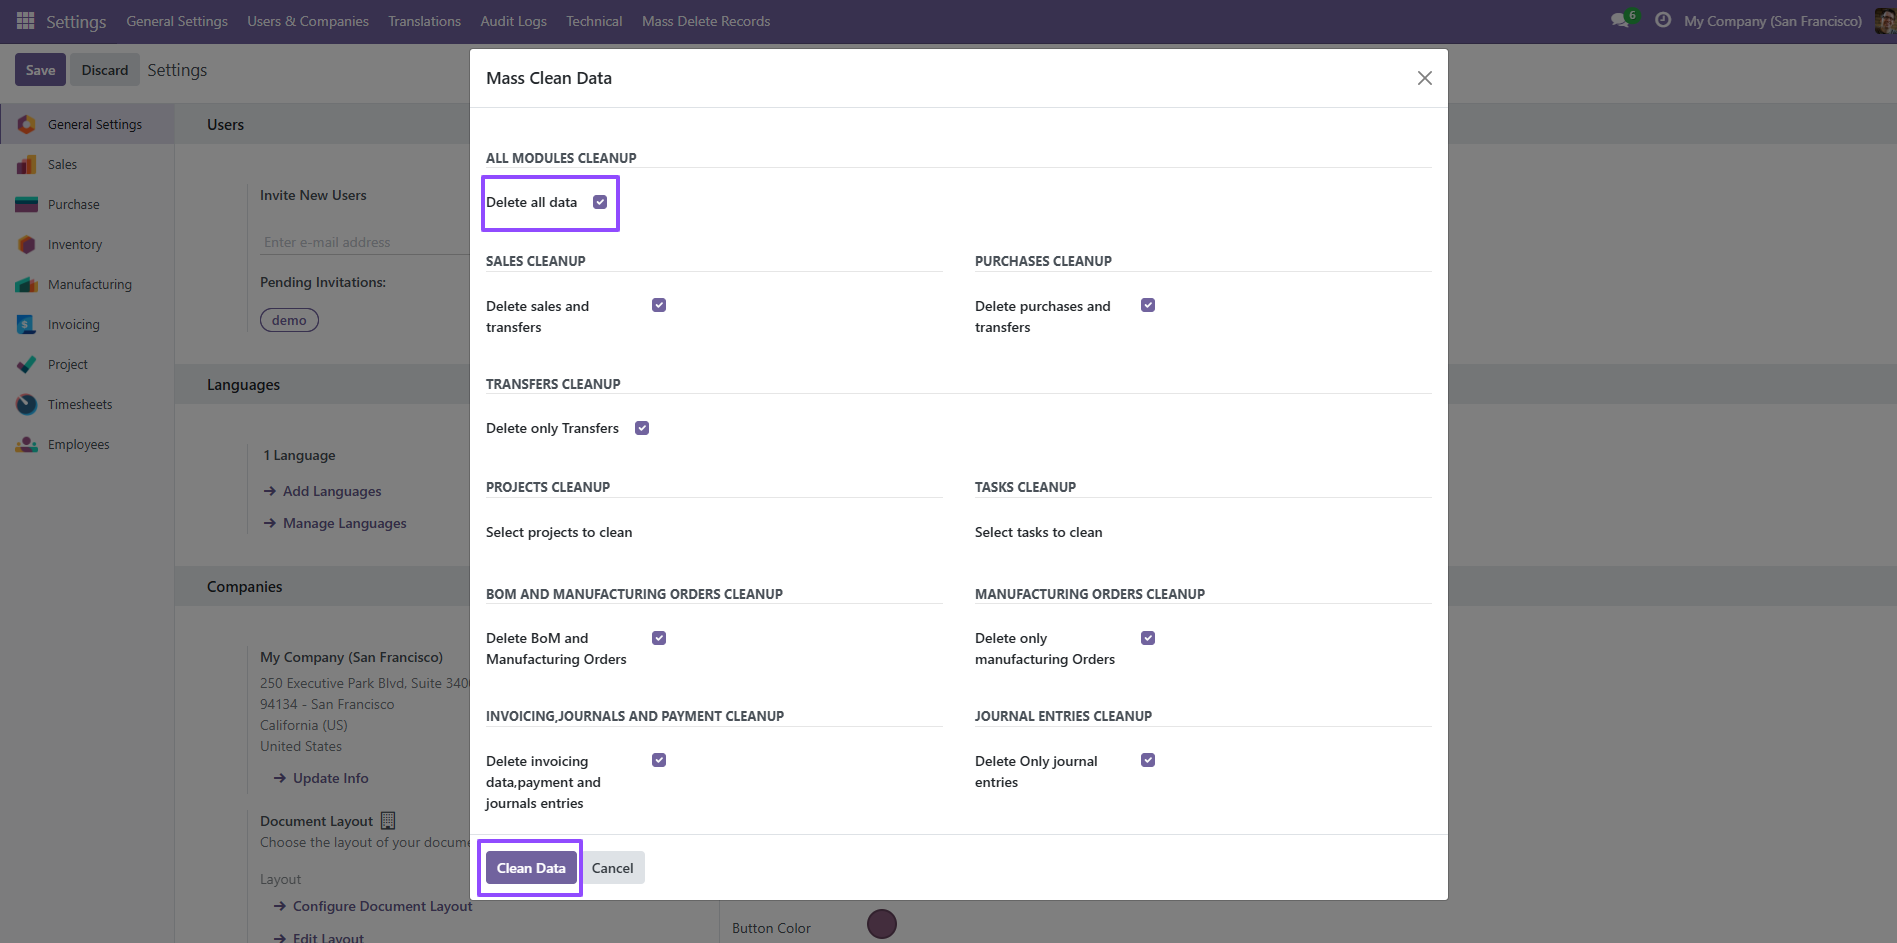 Settings General Settings Users & Companies Translations Audit Logs Technical Mass Delete Records 6 My Company (San Francisco)
Save Discard Settings
General Settings
Sales
Purchase
Inventory
Manufacturing
Invoicing
Project
Timesheets
Employees
Users
Invite New Users
Enter e-mail address
Pending Invitations:
demo
Languages
1 Language
Add Languages
Manage Languages
Companies
My Company (San Francisco)
250 Executive Park Blvd, Suite 340
94134 - San Francisco
California (US)
United States
Update Info
Document Layout
Choose the layout of your docume
Layout
Configure Document Layout
Edit Layout
Button Color
Mass Clean Data
ALL MODULES CLEANUP
Delete all data
SALES CLEANUP
Delete sales and
transfers
PURCHASES CLEANUP
Delete purchases and
transfers
TRANSFERS CLEANUP
Delete only Transfers
PROJECTS CLEANUP
Select projects to clean
TASKS CLEANUP
Select tasks to clean
BOM AND MANUFACTURING ORDERS CLEANUP
Delete BoM and
Manufacturing Orders
MANUFACTURING ORDERS CLEANUP
Delete only
manufacturing Orders
INVOICING,JOURNALS AND PAYMENT CLEANUP
Delete invoicing
data,payment and
journals entries
JOURNAL ENTRIES CLEANUP
Delete Only journal
entries
Clean Data Cancel